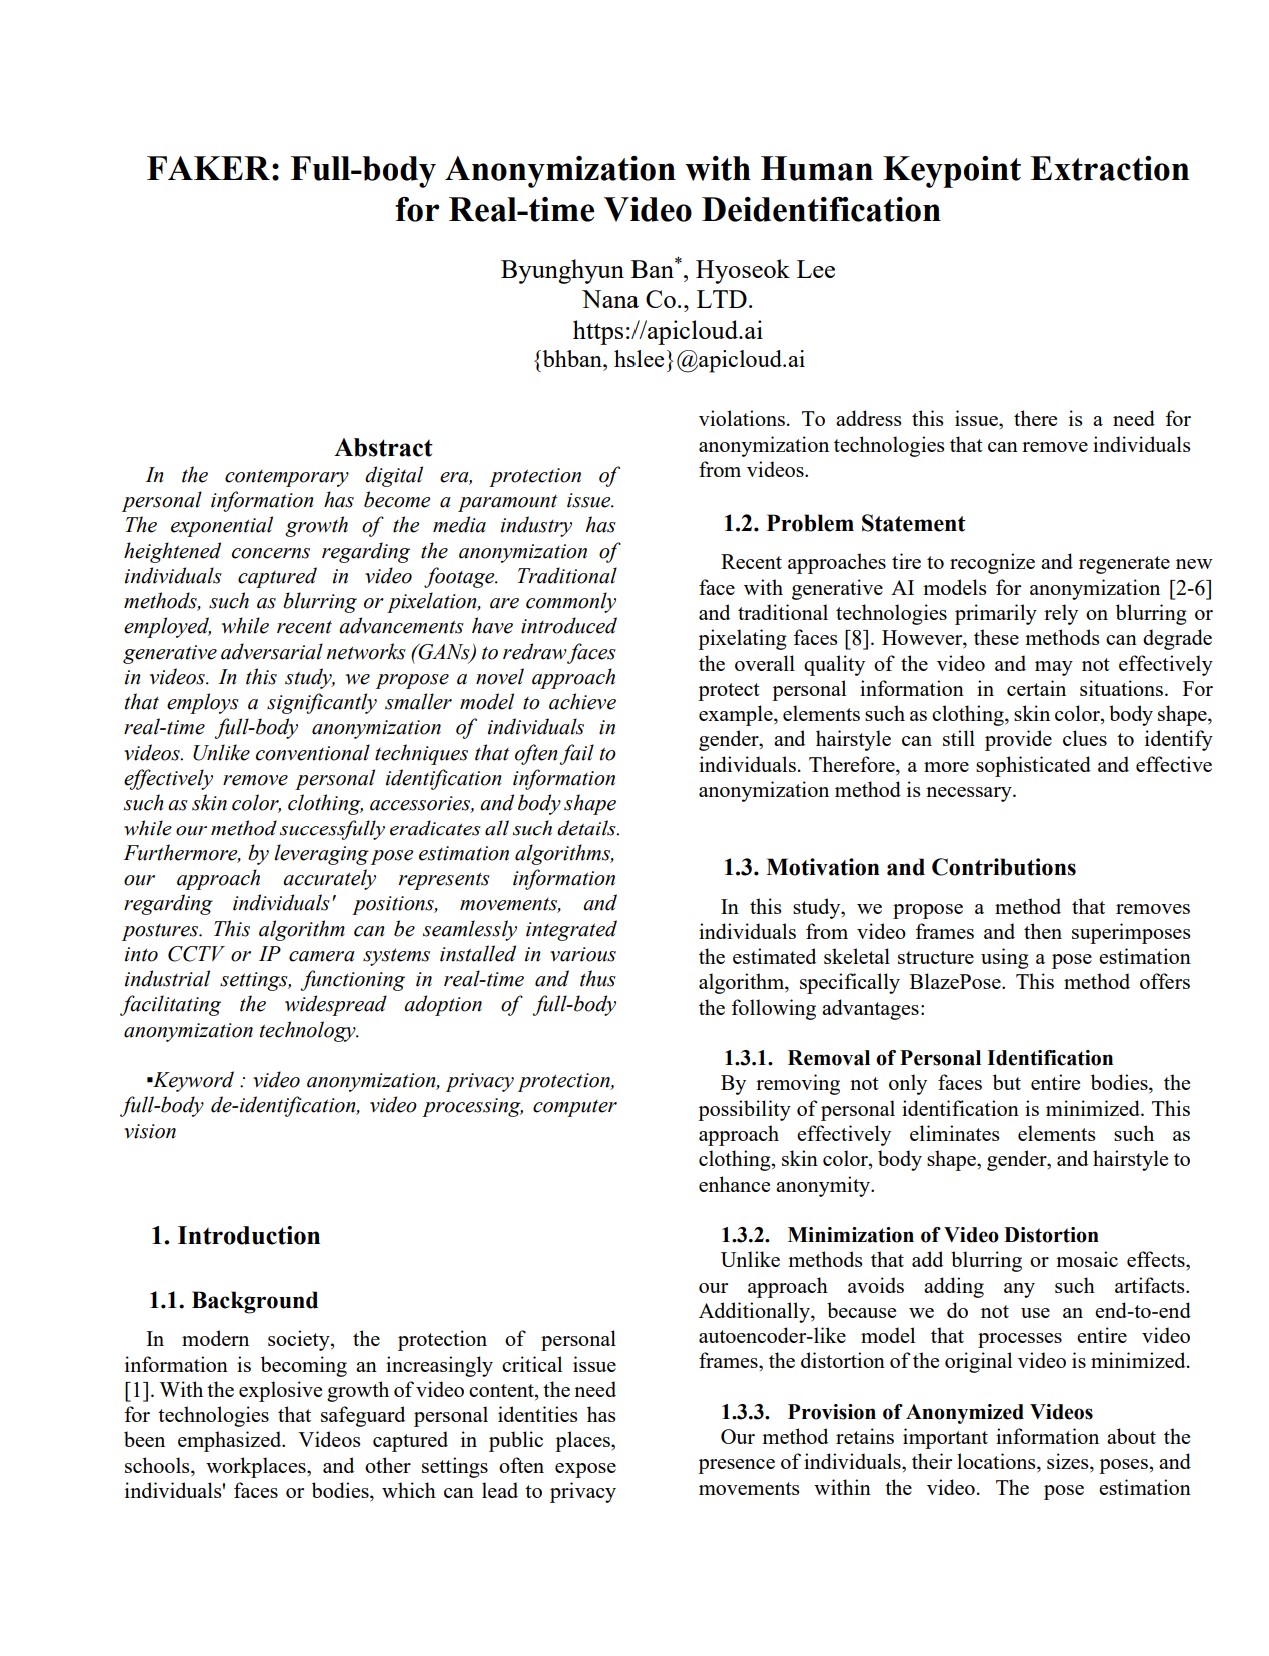 FAKER: Full-body Anonymization with Human Keypoint Extraction
for Real-time Video Deidentification
Byunghyun Ban*, Hyoseok Lee
Nana Co., LTD.
https://apicloud.ai
{bhban, hslee}@apicloud.ai
Abstract
In the contemporary digital era, protection of
personal information has become a paramount issue.
The exponential growth of the media industry has
heightened concerns regarding the anonymization of
individuals captured in video footage. Traditional
methods, such as blurring or pixelation, are commonly
employed, while recent advancements have introduced
generative adversarial networks (GANs) to redraw faces
in videos. In this study, we propose a novel approach
that employs a significantly smaller model to achieve
real-time full-body anonymization of individuals in
videos. Unlike conventional techniques that often fail to
effectively remove personal identification information
such as skin color, clothing, accessories, and body shape
while our method successfully eradicates all such details.
Furthermore, by leveraging pose estimation algorithms,
our approach accurately represents information
regarding individuals' positions, movements, and
postures. This algorithm can be seamlessly integrated
into CCTV or IP camera systems installed in various
industrial settings, functioning in real-time and thus
facilitating the widespread adoption of full-body
anonymization technology.
▪Keyword : video anonymization, privacy protection,
full-body de-identification, video processing, computer
vision
1. Introduction
1.1. Background
In modern society, the protection of personal
information is becoming an increasingly critical issue
[1]. With the explosive growth of video content, the need
for technologies that safeguard personal identities has
been emphasized. Videos captured in public places,
schools, workplaces, and other settings often expose
individuals' faces or bodies, which can lead to privacy
violations. To address this issue, there is a need for
anonymization technologies that can remove individuals
from videos.
1.2. Problem Statement
Recent approaches tire to recognize and regenerate new
face with generative AI models for anonymization [2-6]
and traditional technologies primarily rely on blurring or
pixelating faces [8]. However, these methods can degrade
the overall quality of the video and may not effectively
protect personal information in certain situations. For
example, elements such as clothing, skin color, body shape,
gender, and hairstyle can still provide clues to identify
individuals. Therefore, a more sophisticated and effective
anonymization method is necessary.
1.3. Motivation and Contributions
In this study, we propose a method that removes
individuals from video frames and then superimposes
the estimated skeletal structure using a pose estimation
algorithm, specifically BlazePose. This method offers
the following advantages:
1.3.1. Removal of Personal Identification
By removing not only faces but entire bodies, the
possibility of personal identification is minimized. This
approach effectively eliminates elements such as
clothing, skin color, body shape, gender, and hairstyle to
enhance anonymity.
1.3.2. Minimization of Video Distortion
Unlike methods that add blurring or mosaic effects,
our approach avoids adding any such artifacts.
Additionally, because we do not use an end-to-end
autoencoder-like model that processes entire video
frames, the distortion of the original video is minimized.
1.3.3. Provision of Anonymized Videos
Our method retains important information about the
presence of individuals, their locations, sizes, poses, and
movements within the video. The pose estimation